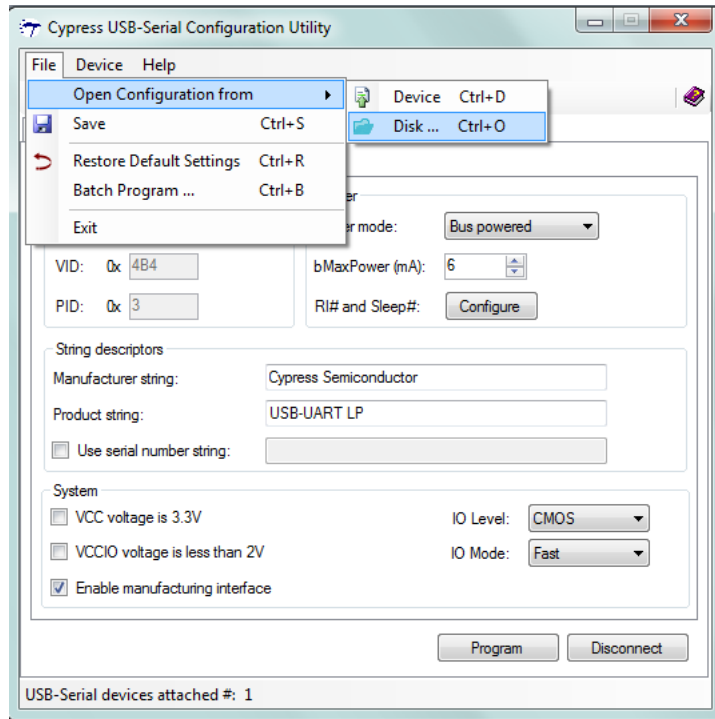 Cypress USB-Serial Configuration Utility
File Device Help
Open Configuration from
Device Ctrl+D
Save Ctrl+S
Disk ... Ctrl+O
Restore Default Settings Ctrl+R
Batch Program ... Ctrl+B
Exit
mode: Bus powered
VID: 0x 4B4
bMaxPower (mA): 6
PID: 0x 3
RI# and Sleep#: Configure
String descriptors
Manufacturer string: Cypress Semiconductor
Product string: USB-UART LP
Use serial number string:
System
VCC voltage is 3.3V
IO Level: CMOS
VCCIO voltage is less than 2V
IO Mode: Fast
Enable manufacturing interface
Program Disconnect
USB-Serial devices attached #: 1